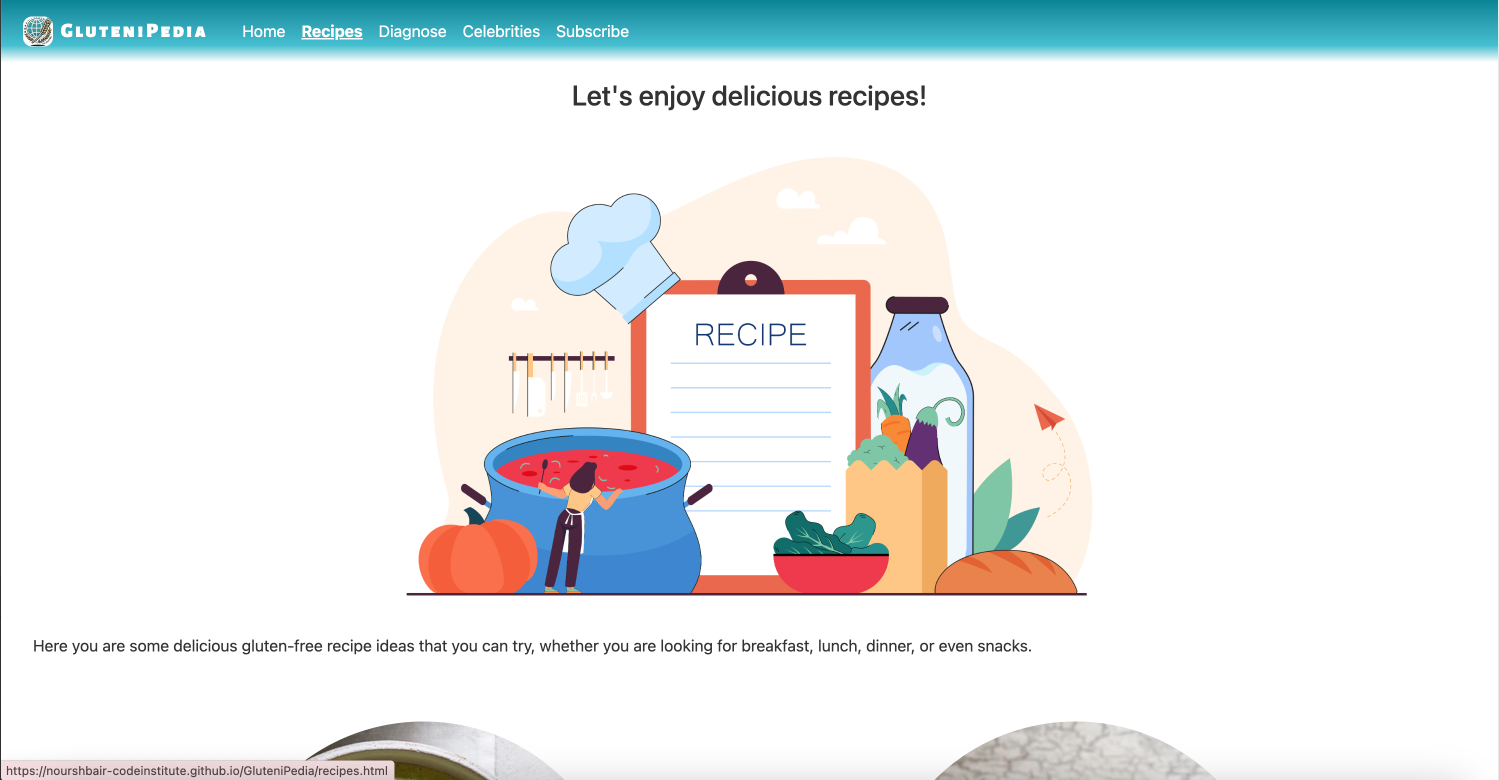 GLUTENIPEDIA Home Recipes Diagnose Celebrities Subscribe
Let's enjoy delicious recipes!
RECIPE
Here you are some delicious gluten-free recipe ideas that you can try, whether you are looking for breakfast, lunch, dinner, or even snacks.
https://nourshbair-codeinstitute.github.io/GluteniPedia/recipes.html